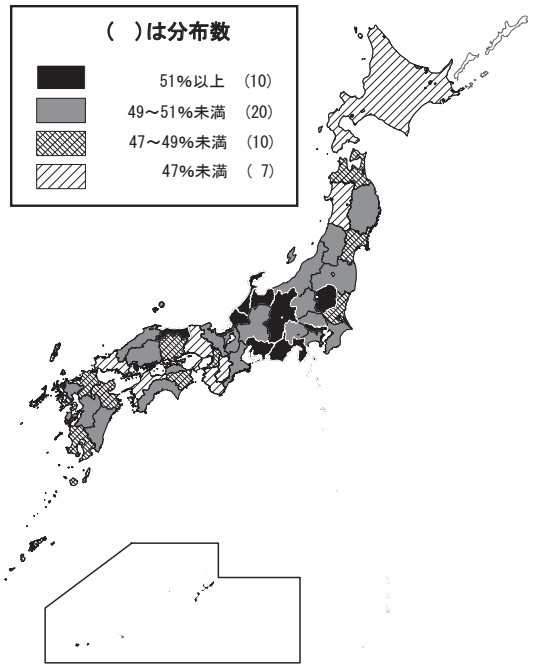 (　)は分布数
51%以上　(10)
49～51%未満　(20)
47～49%未満　(10)
47%未満　( 7)